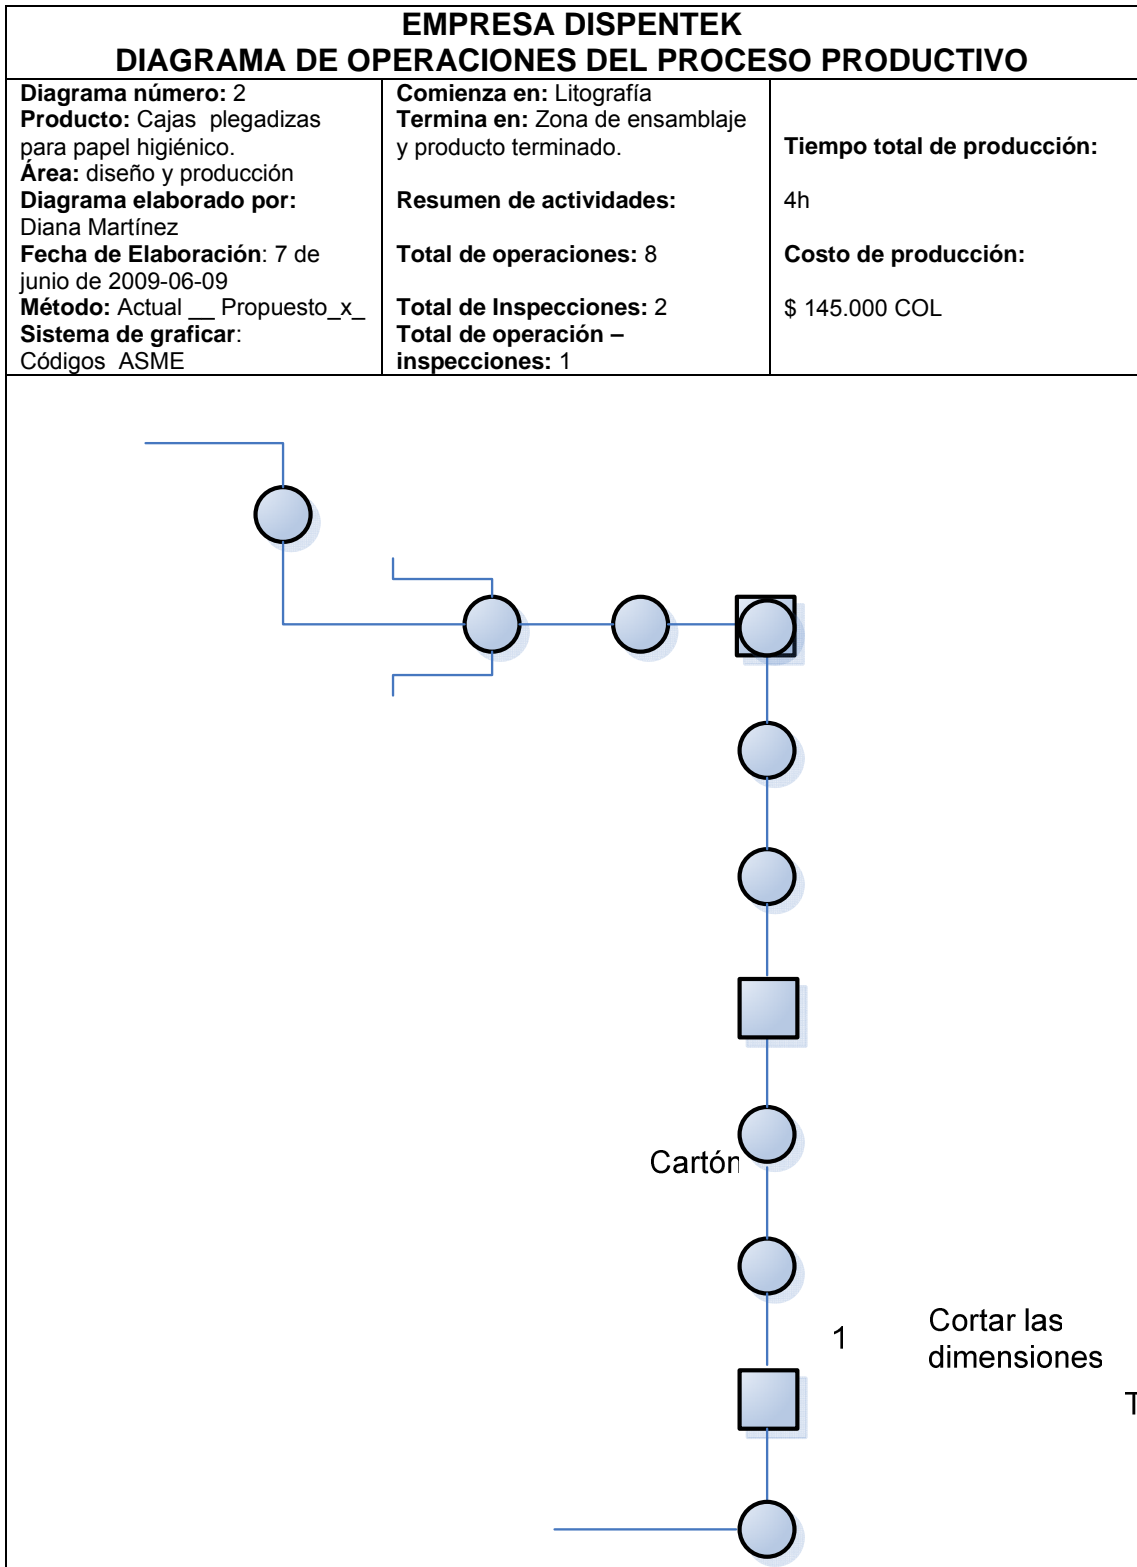 EMPRESA DISPENTEK
DIAGRAMA DE OPERACIONES DEL PROCESO PRODUCTIVO
Diagrama número: 2
Producto: Cajas plegadizas
para papel higiénico.
Área: diseño y producción
Diagrama elaborado por:
Diana Martínez
Fecha de Elaboración: 7 de
junio de 2009-06-09
Método: Actual __ Propuesto_x_
Sistema de graficar:
Códigos ASME
Comienza en: Litografía
Termina en: Zona de ensamblaje
y producto terminado.
Resumen de actividades:
Total de operaciones: 8
Total de Inspecciones: 2
Total de operación –
inspecciones: 1
Tiempo total de producción:
4h
Costo de producción:
$ 145.000 COL
Cartón
1
Cortar las
dimensiones
T